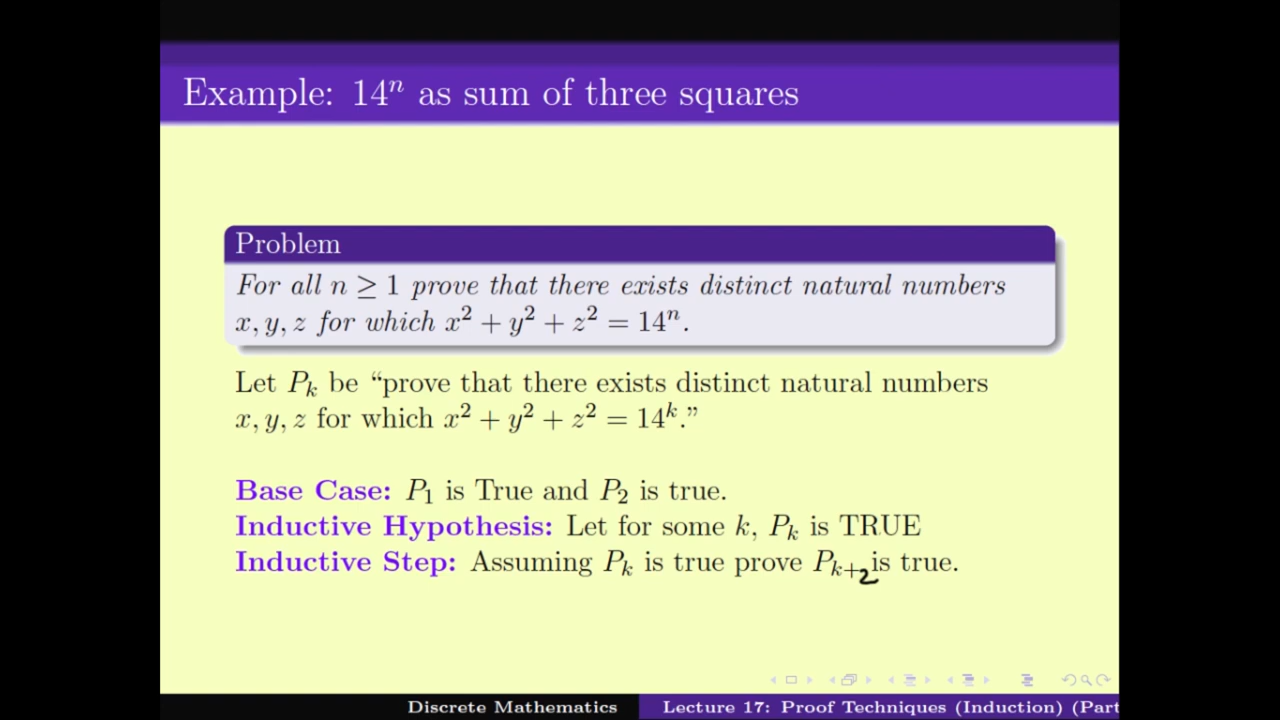 Example: 14ⁿ as sum of three squares
Problem
For all n ≥ 1 prove that there exists distinct natural numbers
x, y, z for which x² + y² + z² = 14ⁿ.
Let Pₖ be “prove that there exists distinct natural numbers
x, y, z for which x² + y² + z² = 14ᵏ.”
Base Case: P₁ is True and P₂ is true.
Inductive Hypothesis: Let for some k, Pₖ is TRUE
Inductive Step: Assuming Pₖ is true prove Pₖ₊₂ is true.
Discrete Mathematics
Lecture 17: Proof Techniques (Induction) (Part